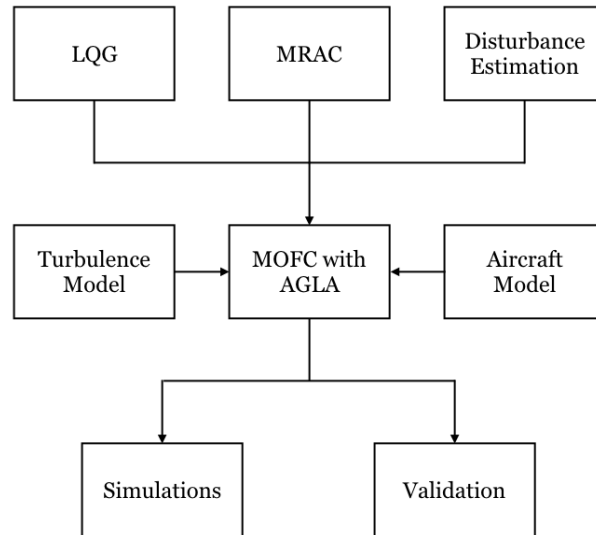 LQG
MRAC
Disturbance
Estimation
Turbulence
Model
MOFC with
AGLA
Aircraft
Model
Simulations
Validation